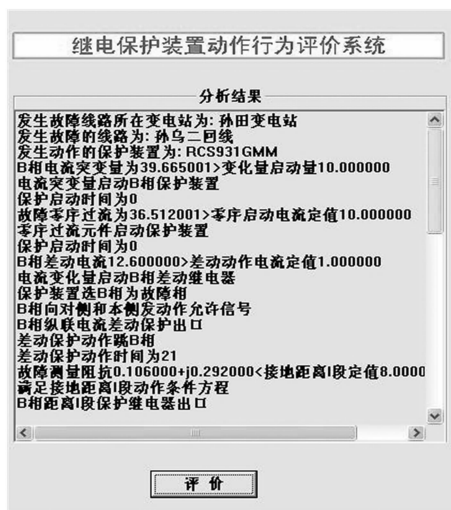 继电保护装置动作行为评价系统
分析结果
发生故障线路所在变电站为: 孙田变电站
发生故障的线路为: 孙乌二回线
发生动作的保护装置为: RCS931GMM
B相电流突变量为39.665001>变化量启动量10.000000
电流突变量启动B相保护装置
保护启动时间为0
故障零序过流为36.512001>零序启动电流定值10.000000
零序过流元件启动保护装置
保护启动时间为0
B相差动电流12.600000>差动动作电流定值1.000000
电流变化量启动B相差动继电器
保护装置选B相为故障相
B相向对侧和本侧发动作允许信号
B相纵联电流差动保护出口
差动保护动作跳B相
差动保护动作时间为21
故障测量阻抗0.106000+j0.292000<接地距离I段定值8.0000
满足接地距离I段动作条件方程
B相距离I段保护继电器出口
评 价